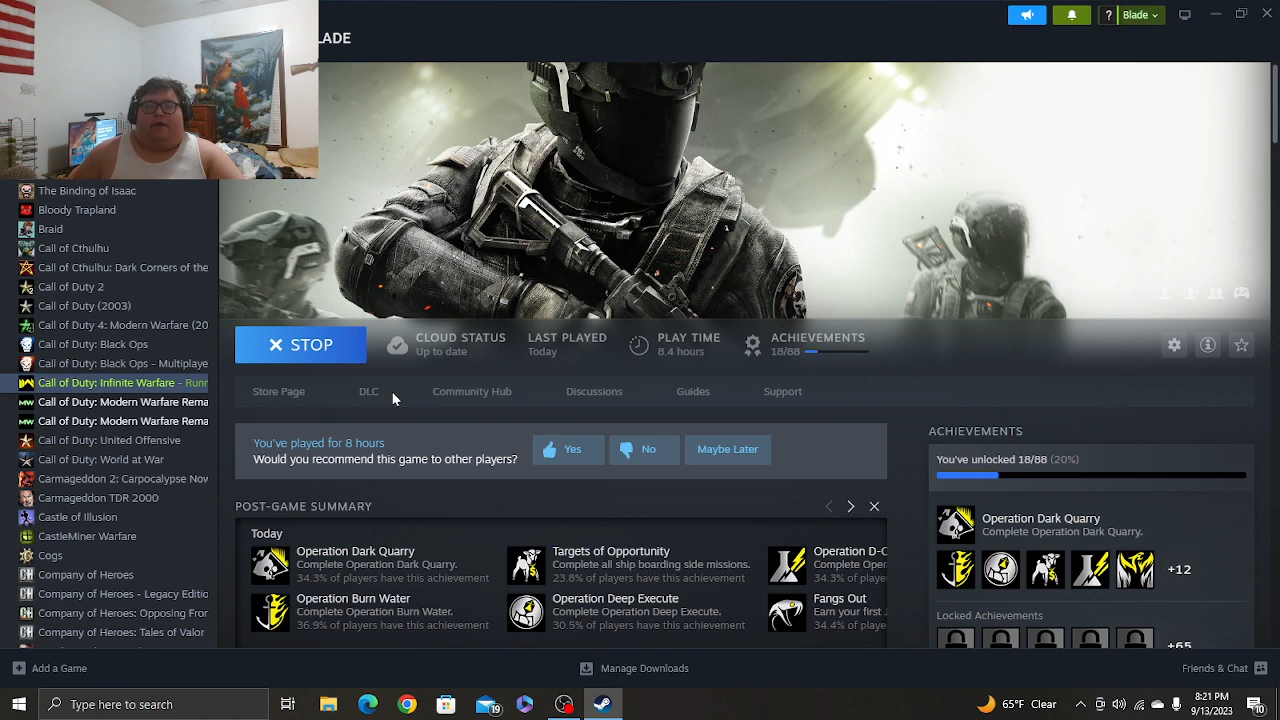 Blade
LADE
The Binding of Isaac
Bloody Trapland
Braid
Call of Cthulhu
Call of Cthulhu: Dark Corners of the
Call of Duty 2
Call of Duty (2003)
Call of Duty 4: Modern Warfare (20
Call of Duty: Black Ops
Call of Duty: Black Ops - Multiplaye
Call of Duty: Infinite Warfare - Runr
Call of Duty: Modern Warfare Rema
Call of Duty: Modern Warfare Rema
Call of Duty: United Offensive
Call of Duty: World at War
Carmageddon 2: Carpocalypse Nov
Carmageddon TDR 2000
Castle of Illusion
CastleMiner Warfare
Cogs
Company of Heroes
Company of Heroes - Legacy Editio
Company of Heroes: Opposing Fron
Company of Heroes: Tales of Valor
STOP
CLOUD STATUS
Up to date
LAST PLAYED
Today
PLAY TIME
8.4 hours
ACHIEVEMENTS
18/88
Store Page DLC Community Hub Discussions Guides Support
You've played for 8 hours
Would you recommend this game to other players?
Yes No Maybe Later
POST-GAME SUMMARY
Today
Operation Dark Quarry
Complete Operation Dark Quarry.
34.3% of players have this achievement
Targets of Opportunity
Complete all ship boarding side missions.
23.8% of players have this achievement
Operation D-C
Complete Oper
34.3% of player
Operation Burn Water
Complete Operation Burn Water.
36.9% of players have this achievement
Operation Deep Execute
Complete Operation Deep Execute.
30.5% of players have this achievement
Fangs Out
Earn your first J
34.4% of player
ACHIEVEMENTS
You've unlocked 18/88 (20%)
Operation Dark Quarry
Complete Operation Dark Quarry.
+12
Locked Achievements
+65
Add a Game
Manage Downloads
Friends & Chat
Type here to search
19
65°F Clear
8:21 PM
9/13/2023